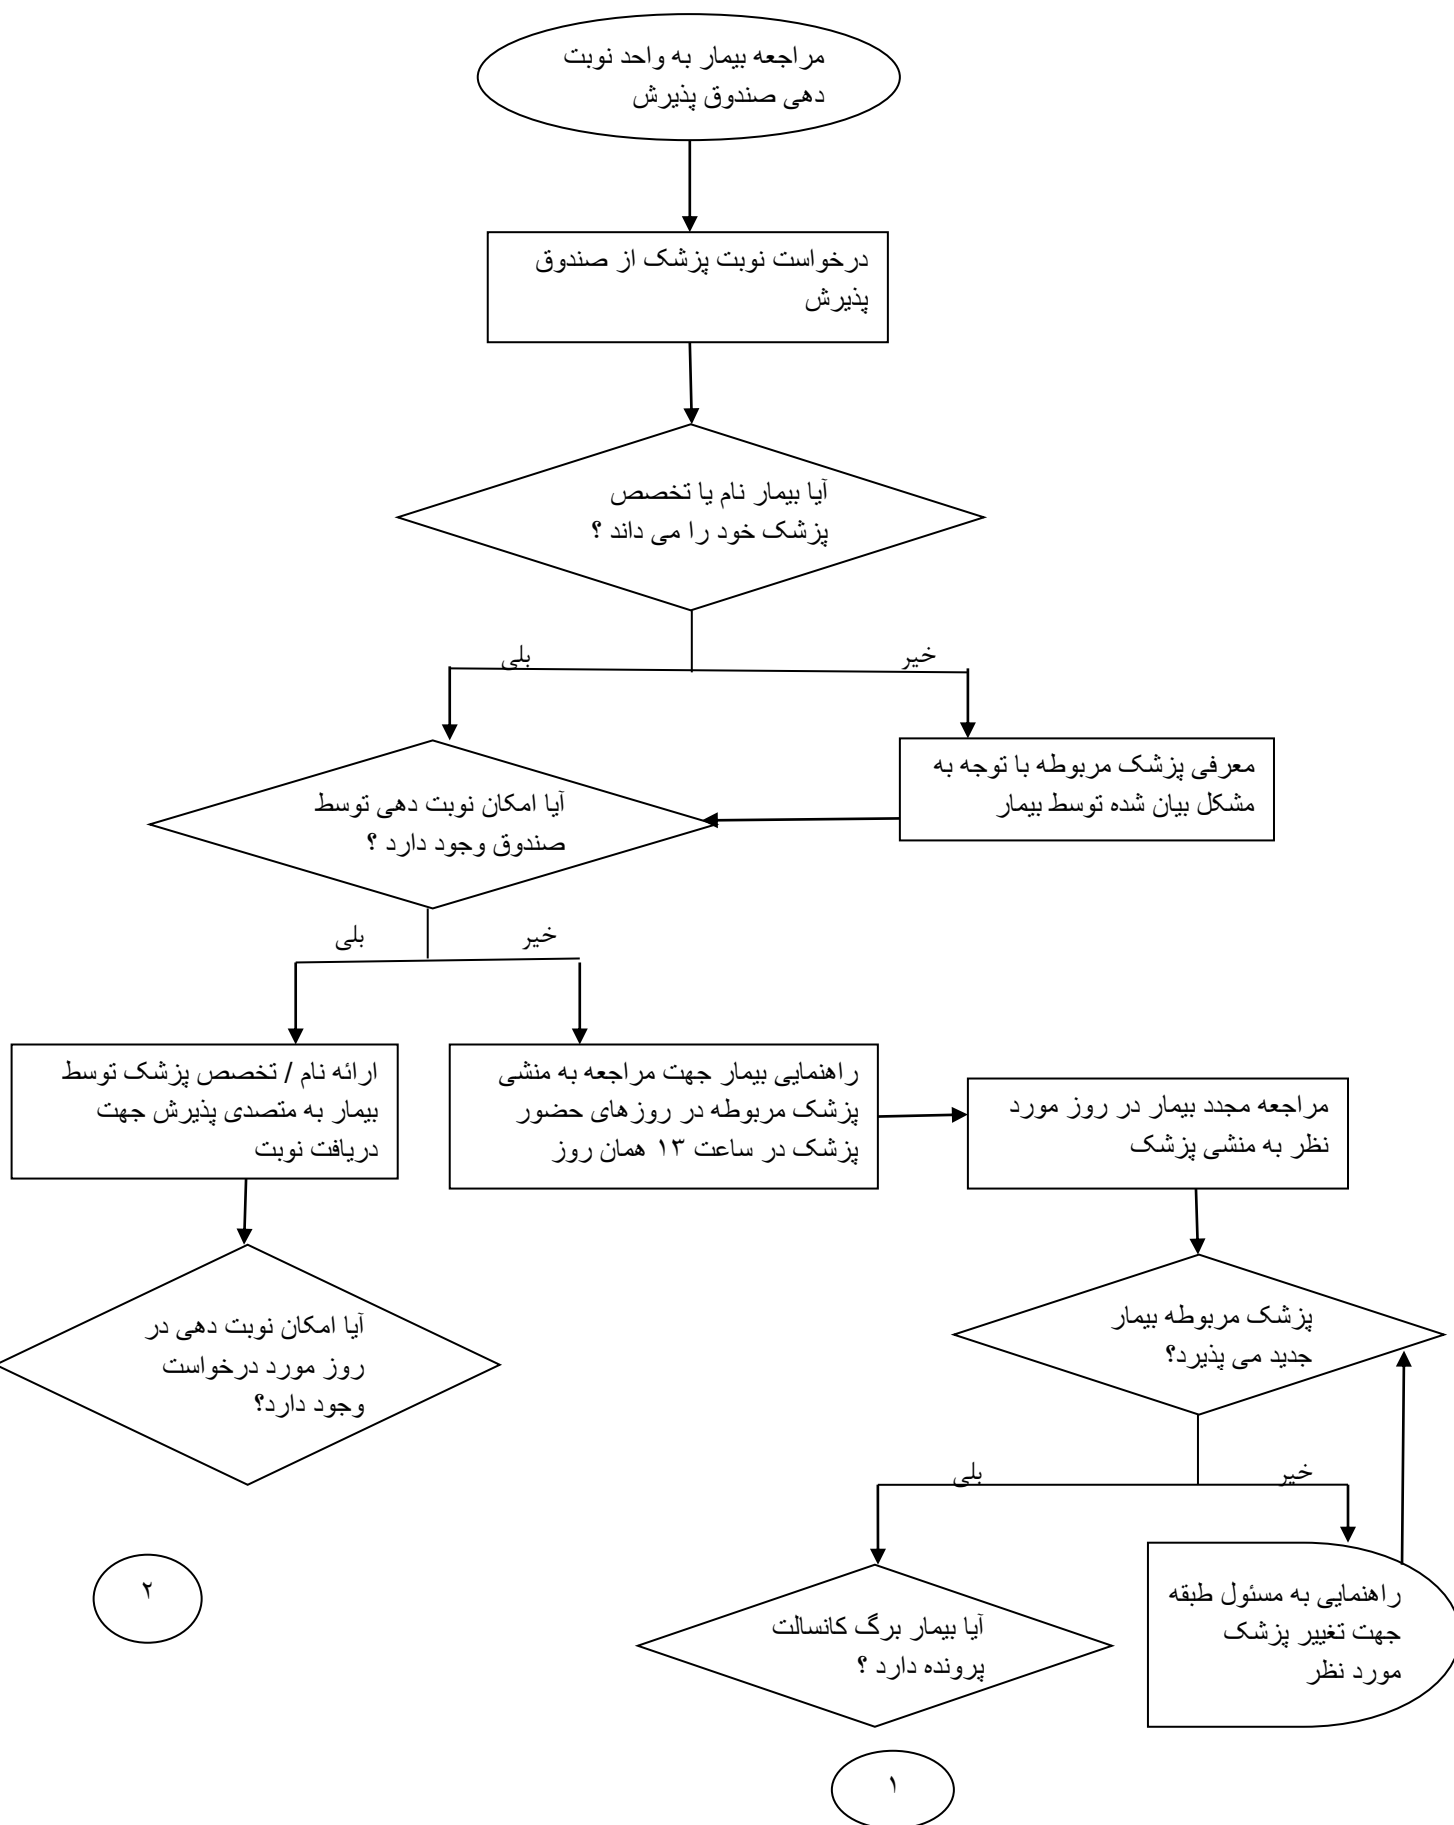 مراجعه بیمار به واحد نوبت
دهی صندوق پذیرش
درخواست نوبت پزشک از صندوق
پذیرش
آیا بیمار نام یا تخصص
پزشک خود را می داند ؟
خیر
بلی
معرفی پزشک مربوطه با توجه به
مشکل بیان شده توسط بیمار
آیا امکان نوبت دهی توسط
صندوق وجود دارد ؟
خیر
بلی
ارائه نام / تخصص پزشک توسط
بیمار به متصدی پذیرش جهت
دریافت نوبت
راهنمایی بیمار جهت مراجعه به منشی
پزشک مربوطه در روزهای حضور
پزشک در ساعت ۱۳ همان روز
مراجعه مجدد بیمار در روز مورد
نظر به منشی پزشک
آیا امکان نوبت دهی در
روز مورد درخواست
وجود دارد؟
پزشک مربوطه بیمار
جدید می پذیرد؟
خیر
بلی
راهنمایی به مسئول طبقه
جهت تغییر پزشک
مورد نظر
آیا بیمار برگ کانسالت
پرونده دارد ؟
۲
۱